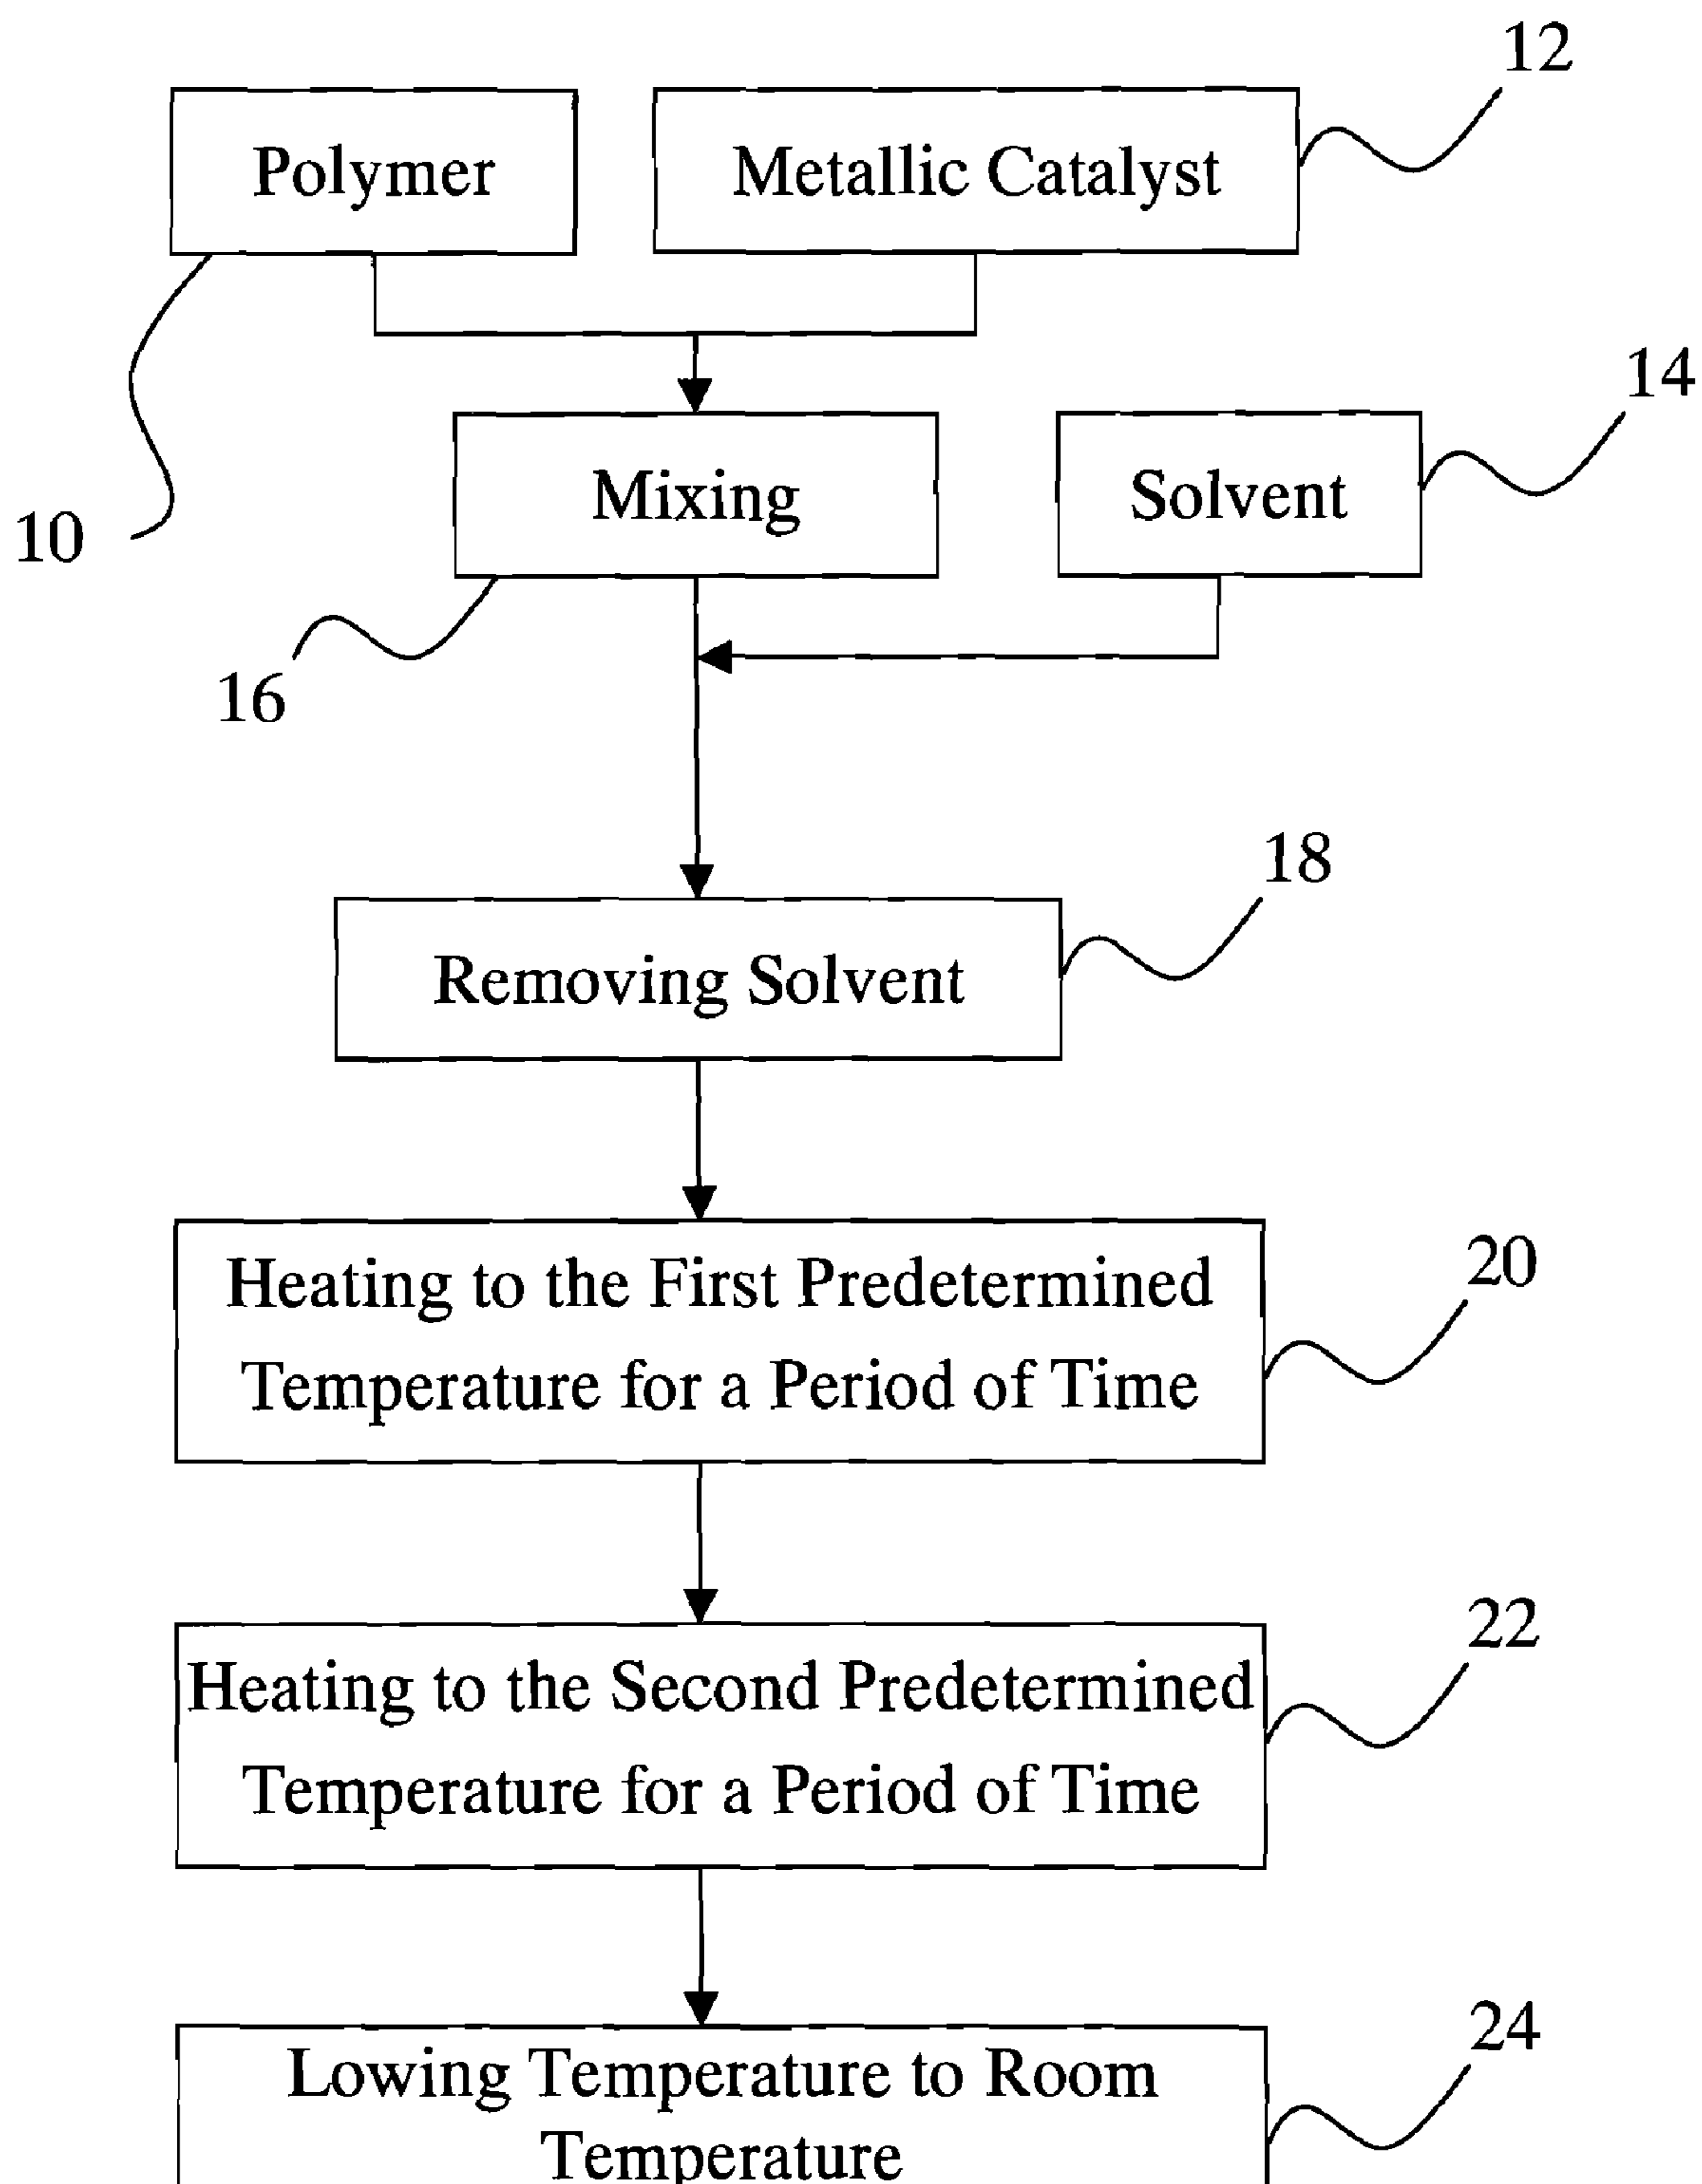 12
Polymer
Metallic Catalyst
14
Mixing
Solvent
10
16
18
Removing Solvent
20
Heating to the First Predetermined
Temperature for a Period of Time
22
Heating to the Second Predetermined
Temperature for a Period of Time
24
Lowing Temperature to Room
Temperature